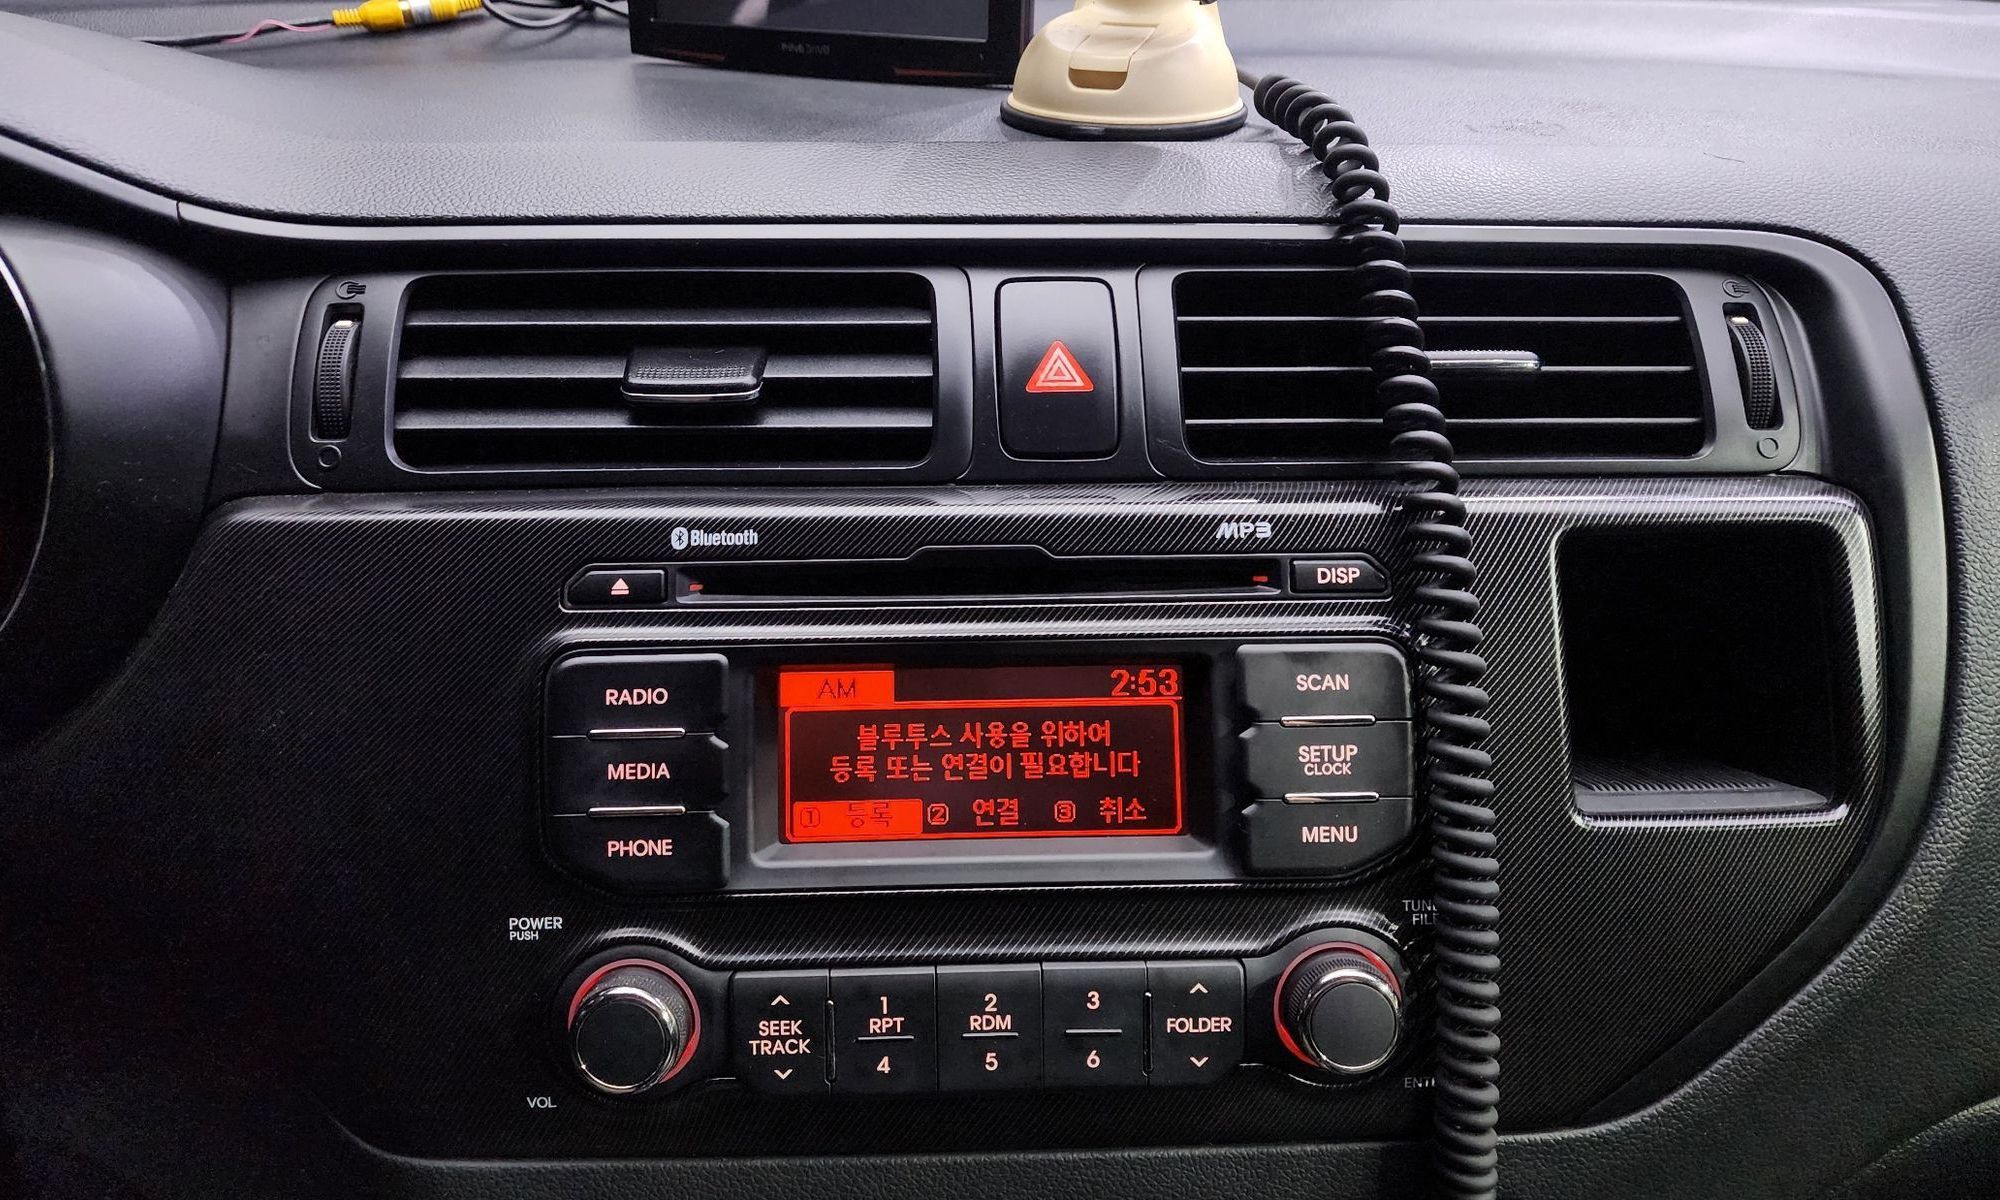 FINEDRIVE
Bluetooth
MP3
DISP
RADIO
MEDIA
PHONE
AM 2:53
블루투스 사용을 위하여
등록 또는 연결이 필요합니다
1 등록 2 연결 3 취소
SCAN
SETUP
CLOCK
MENU
POWER
PUSH
VOL
SEEK
TRACK
1
RPT
4
2
RDM
5
3
6
FOLDER